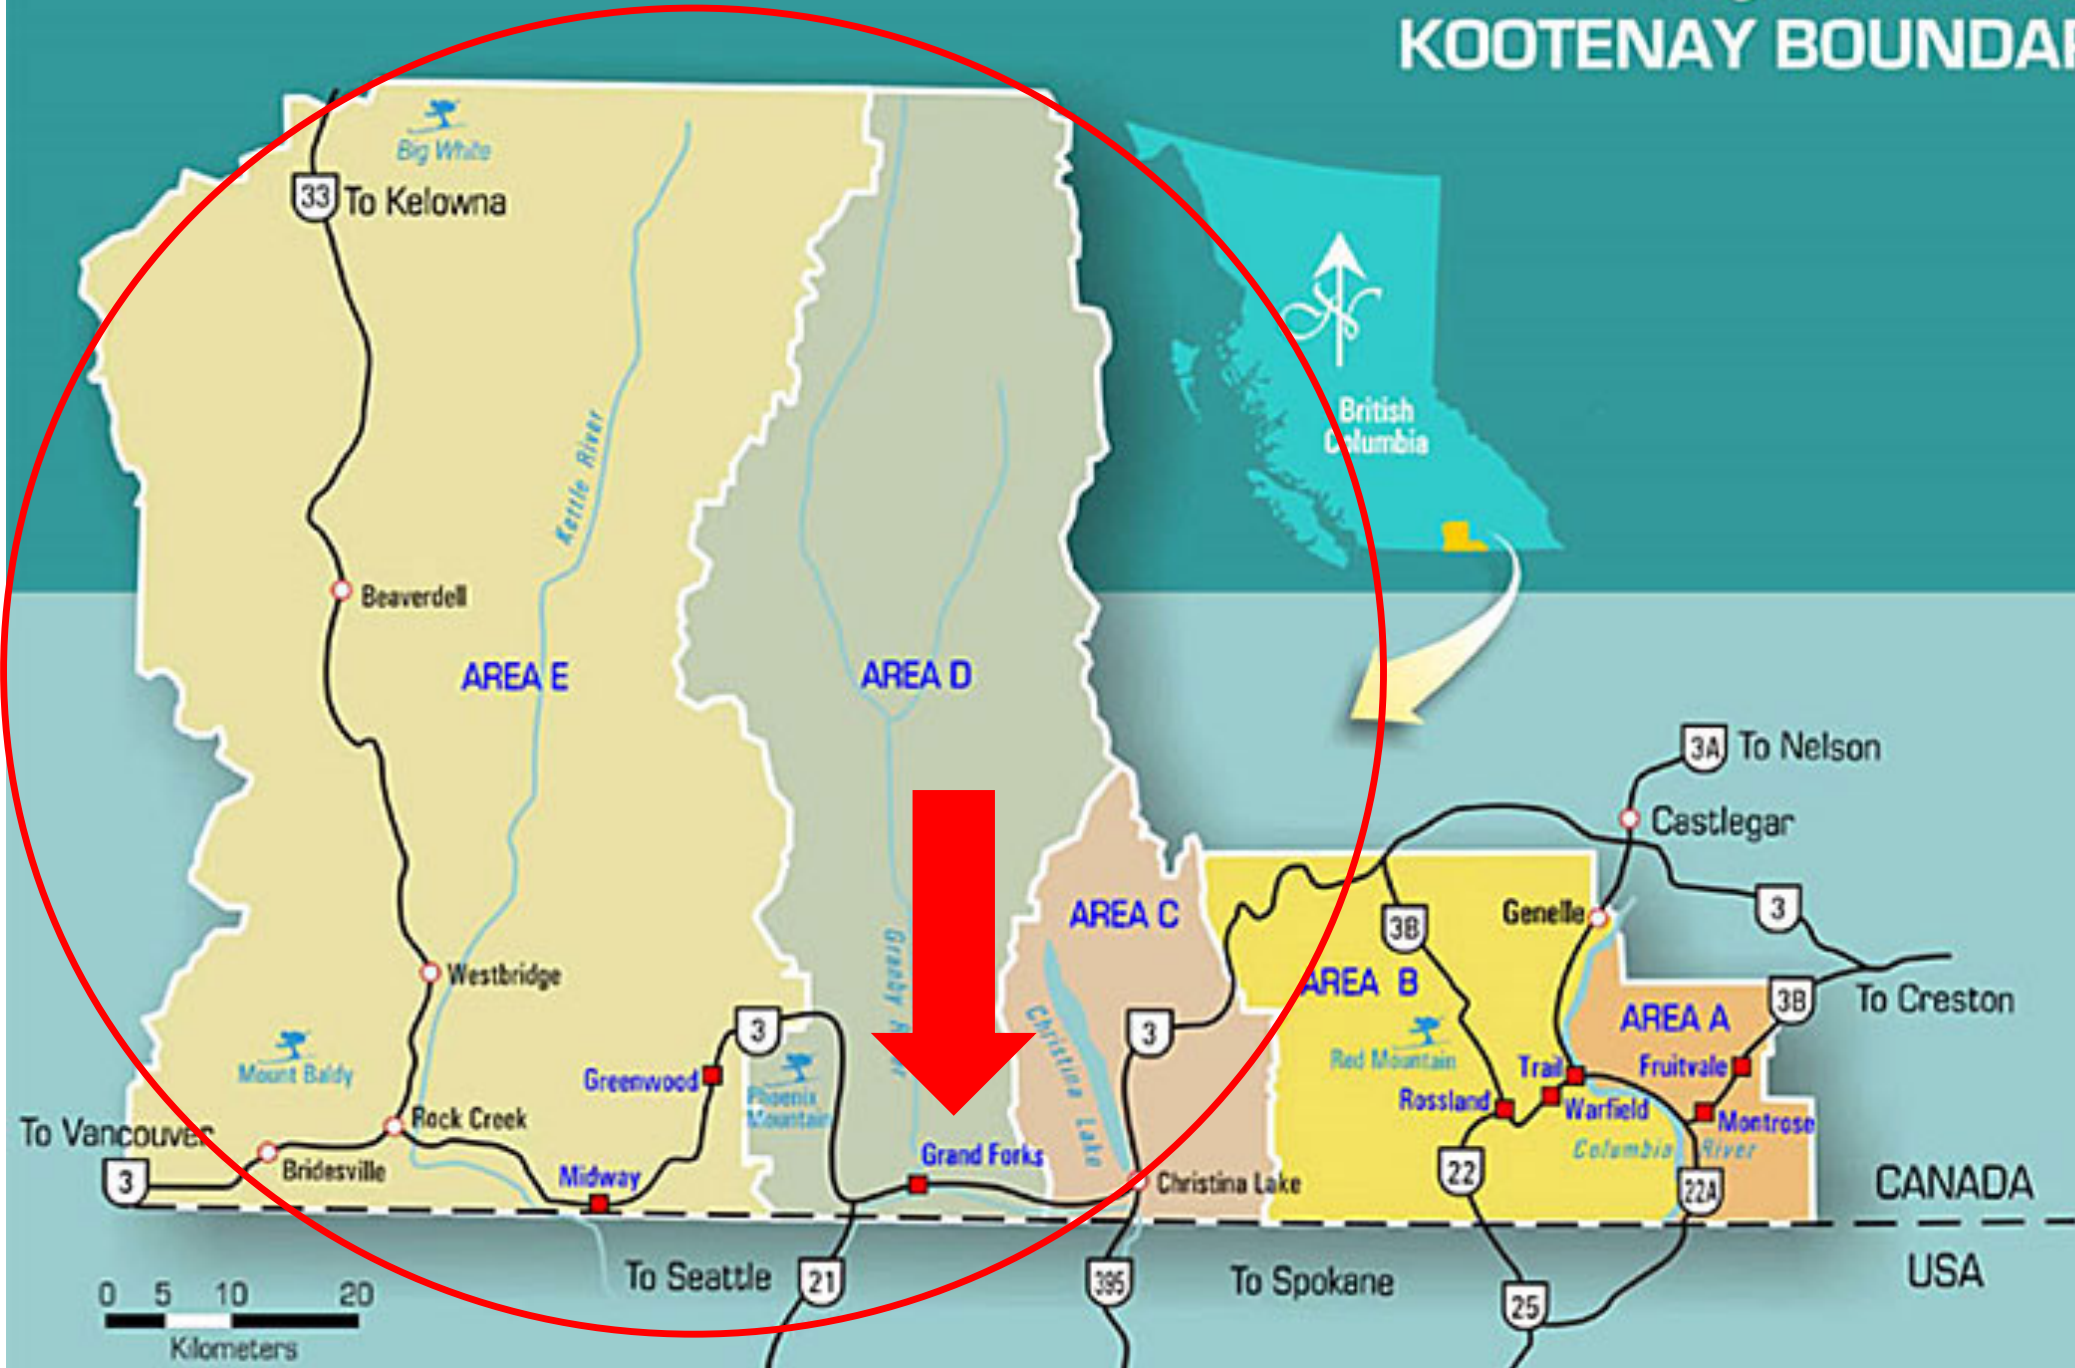 KOOTENAY BOUNDAR
Big White
33
To Kelowna
British
Columbia
Kettle River
Beaverdell
AREA E
AREA D
3A
To Nelson
Castlegar
AREA C
Genelle
3B
3
Granby
Westbridge
AREA B
3B
To Creston
AREA A
3
3
Christina Lake
Mount Baldy
Greenwood
Phoenix
Mountain
Red Mountain
Trail
Fruitvale
Rossland
Warfield
Montrose
Rock Creek
To Vancouver
3
Bridesville
Midway
Grand Forks
Christina Lake
Columbia River
22
22A
CANADA
USA
To Seattle
21
395
To Spokane
25
0 5 10 20
Kilometers